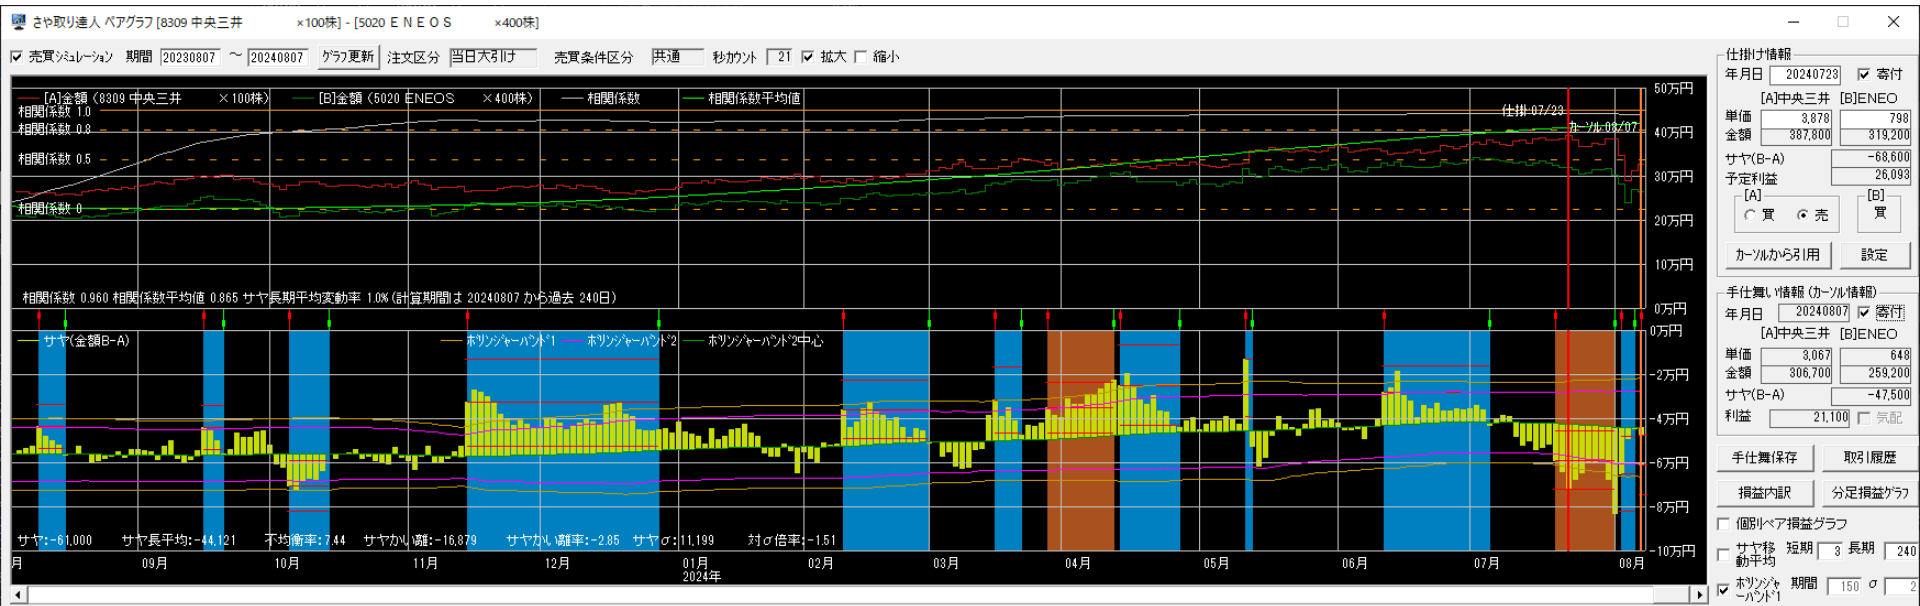 さや取り達人 ペアグラフ [8309 中央三井 ×100株] - [5020 ＥＮＥＯＳ ×400株]
売買シミュレーション 期間 20230807 ～ 20240807 グラフ更新 注文区分 当日大引け 売買条件区分 共通 秒カウント 21 拡大 縮小
[A]金額 (8309 中央三井 ×100株) [B]金額 (5020 ENEOS ×400株) 相関係数 相関係数平均値
相関係数 1.0
相関係数 0.8
相関係数 0.5
相関係数 0
仕掛:07/23
カーソル:08/07
50万円
40万円
30万円
20万円
10万円
0万円
相関係数 0.960 相関係数平均値 0.865 サヤ長期平均変動率 1.0% (計算期間は 20240807 から過去 240日)
サヤ(金額B-A) ボリンジャーバンド1 ボリンジャーバンド2 ボリンジャーバンド2中心
0万円
-2万円
-4万円
-6万円
-8万円
-10万円
サヤ:-61,000 サヤ長平均:-44,121 不均衡率:7.44 サヤかい離:-16,879 サヤかい離率:-2.85 サヤσ:11,199 対σ倍率:-1.51
月 09月 10月 11月 12月 01月 02月 03月 04月 05月 06月 07月 08月
2024年
仕掛け情報
年月日 20240723 寄付
[A]中央三井 [B]ENEO
単価 3,878 798
金額 387,800 319,200
サヤ(B-A) -68,600
予定利益 26,093
[A] [B]
買 売 買
カーソルから引用 設定
手仕舞い情報 (カーソル情報)
年月日 20240807 寄付
[A]中央三井 [B]ENEO
単価 3,067 648
金額 306,700 259,200
サヤ(B-A) -47,500
利益 21,100 気配
手仕舞保存 取引履歴
損益内訳 分足損益グラフ
個別ペア損益グラフ
サヤ移動平均 短期 3 長期 240
ボリンジャーバンド1 期間 150 σ 2